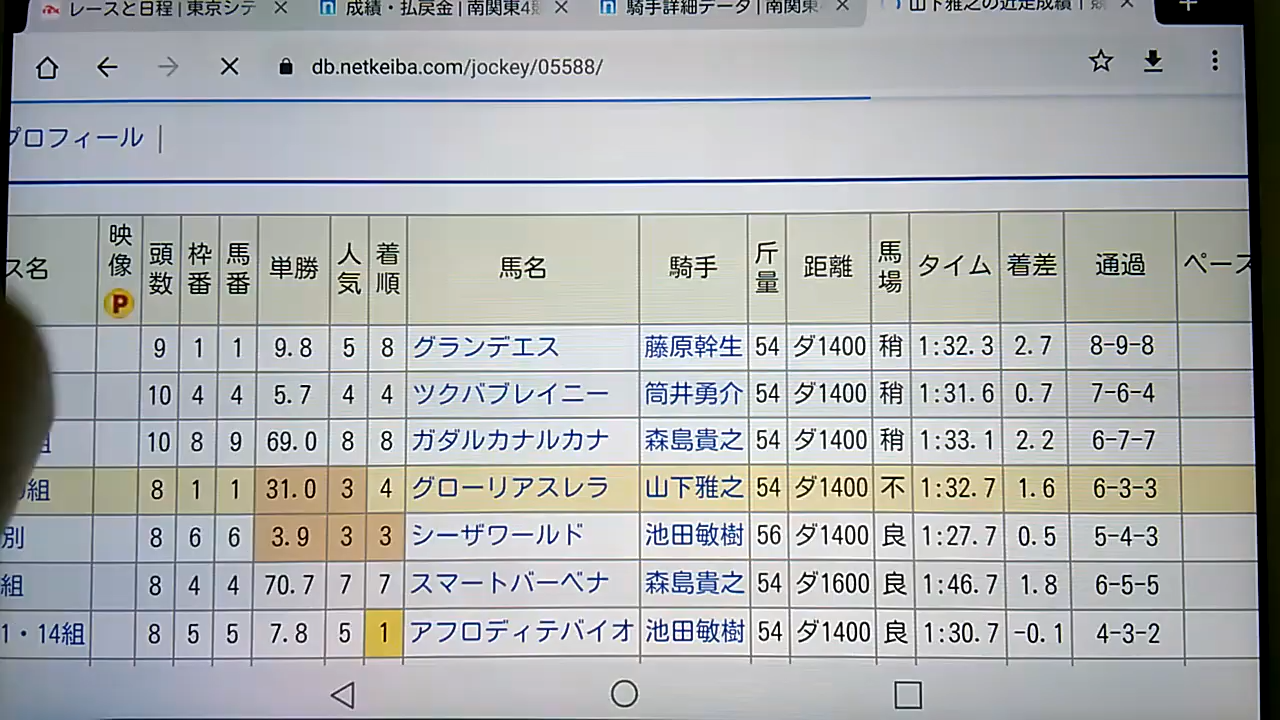 レースと日程 | 東京シテ × 成績・払戻金 | 南関東4 × 騎手詳細データ | 南関東 × 山下雅之の近走成績 | 競 × +
db.netkeiba.com/jockey/05588/
プロフィール |
ス名 映像 P 頭数 枠番 馬番 単勝 人気 着順 馬名 騎手 斤量 距離 馬場 タイム 着差 通過 ペース
9 1 1 9.8 5 8 グランデエス 藤原幹生 54 ダ1400 稍 1:32.3 2.7 8-9-8
10 4 4 5.7 4 4 ツクバブレイニー 筒井勇介 54 ダ1400 稍 1:31.6 0.7 7-6-4
組 10 8 9 69.0 8 8 ガダルカナルカナ 森島貴之 54 ダ1400 稍 1:33.1 2.2 6-7-7
組 8 1 1 31.0 3 4 グローリアスレラ 山下雅之 54 ダ1400 不 1:32.7 1.6 6-3-3
別 8 6 6 3.9 3 3 シーザワールド 池田敏樹 56 ダ1400 良 1:27.7 0.5 5-4-3
組 8 4 4 70.7 7 7 スマートバーベナ 森島貴之 54 ダ1600 良 1:46.7 1.8 6-5-5
1・14組 8 5 5 7.8 5 1 アフロディテバイオ 池田敏樹 54 ダ1400 良 1:30.7 -0.1 4-3-2